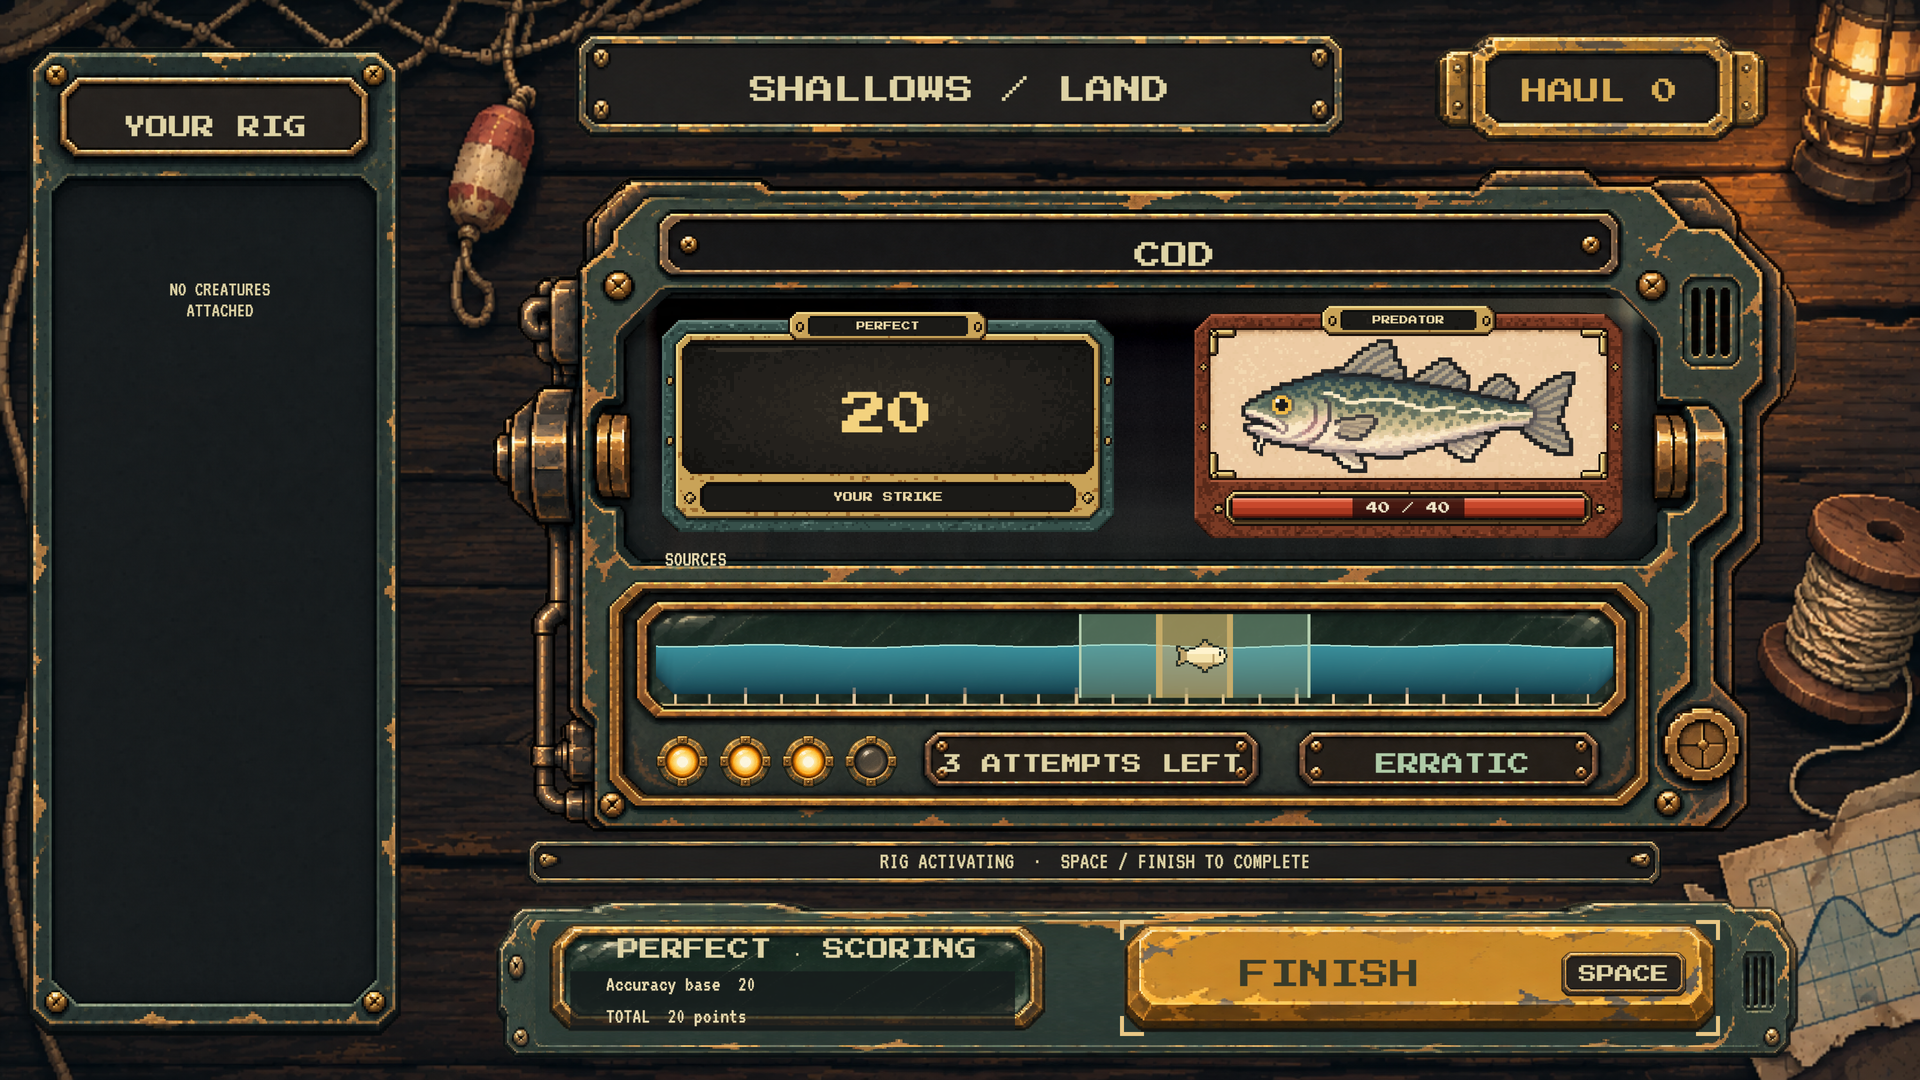 YOUR RIG
NO CREATURES
ATTACHED
SHALLOWS / LAND
HAUL 0
COD
PERFECT
20
YOUR STRIKE
PREDATOR
40 / 40
SOURCES
3 ATTEMPTS LEFT
ERRATIC
RIG ACTIVATING · SPACE / FINISH TO COMPLETE
PERFECT . SCORING
Accuracy base 20
TOTAL 20 points
FINISH
SPACE